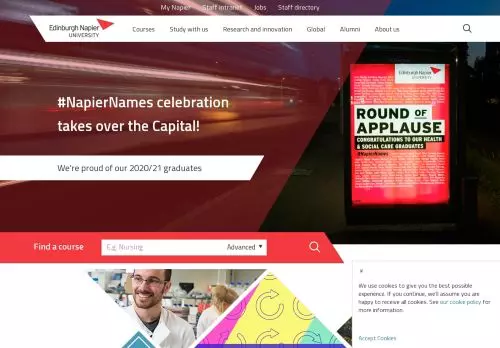 My Napier Staff intranet Jobs Staff directory
Edinburgh Napier
UNIVERSITY
Courses Study with us Research and innovation Global Alumni About us
#NapierNames celebration
takes over the Capital!
We're proud of our 2020/21 graduates
Edinburgh Napier
ROUND OF
APPLAUSE
CONGRATULATIONS TO OUR HEALTH
& SOCIAL CARE GRADUATES
#NapierNames
Find a course E.g. Nursing Advanced
x
We use cookies to give you the best possible
experience. If you continue, we'll assume you are
happy to receive all cookies. See our cookie policy for
more information.
Accept Cookies